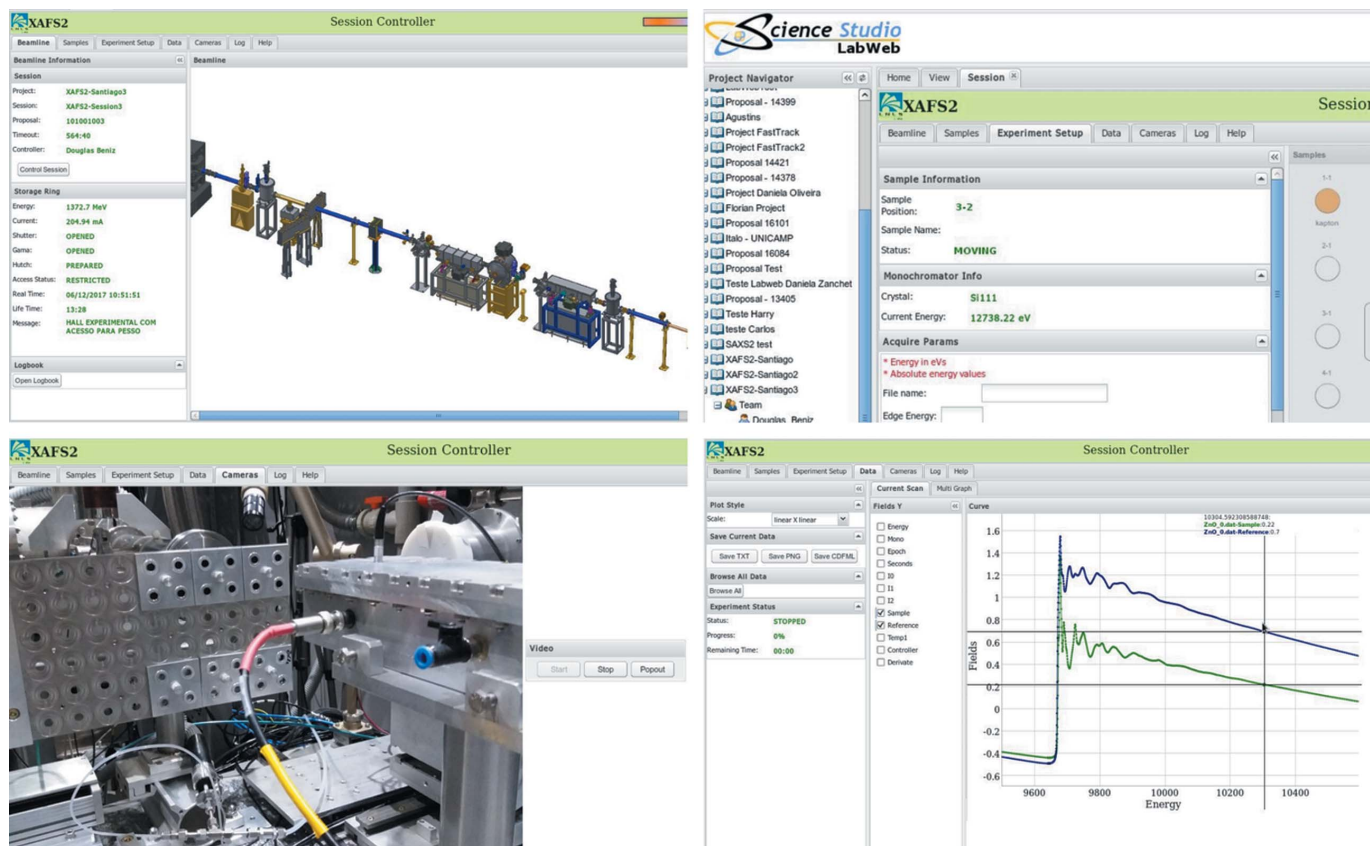 XAFS2
Session Controller
Beamline Samples Experiment Setup Data Cameras Log Help
Beamline Information
Beamline
Session
Project: XAFS2-Santiago3
Session: XAFS2-Session3
Proposal: 101001003
Timeout: 564:40
Controller: Douglas Beniz
Control Session
Storage Ring
Energy: 1372.7 MeV
Current: 204.94 mA
Shutter: OPENED
Gama: OPENED
Hutch: PREPARED
Access Status: RESTRICTED
Real Time: 06/12/2017 10:51:51
Life Time: 13:28
Message: HALL EXPERIMENTAL COM
ACESSO PARA PESSO
Logbook
Open Logbook
Science Studio
LabWeb
Project Navigator
Proposal - 14399
Agustins
Project FastTrack
Project FastTrack2
Proposal 14421
Proposal - 14378
Project Daniela Oliveira
Florian Project
Proposal 16101
Italo - UNICAMP
Proposal 16084
Proposal Test
Teste Labweb Daniela Zanchet
Proposal - 13405
Teste Harry
teste Carlos
SAXS2 test
XAFS2-Santiago
XAFS2-Santiago2
XAFS2-Santiago3
Team
Douglas Beniz
Home View Session
XAFS2
Session
Beamline Samples Experiment Setup Data Cameras Log Help
Sample Information
Sample
Position: 3-2
Sample Name:
Status: MOVING
Monochromator Info
Crystal: Si111
Current Energy: 12738.22 eV
Acquire Params
* Energy in eVs
* Absolute energy values
File name:
Edge Energy:
Samples
1-1
kapton
2-1
3-1
4-1
XAFS2
Session Controller
Beamline Samples Experiment Setup Data Cameras Log Help
Video
Start Stop Popout
XAFS2
Session Controller
Beamline Samples Experiment Setup Data Cameras Log Help
Current Scan Multi Graph
Plot Style
Scale: linear X linear
Save Current Data
Save TXT Save PNG Save CDFML
Browse All Data
Browse All
Experiment Status
Status: STOPPED
Progress: 0%
Remaining Time: 00:00
Fields Y
Energy
Mono
Epoch
Seconds
I0
I1
I2
Sample
Reference
Temp1
Controller
Derivate
Curve
10304.592308588748:
ZnO_0.dat-Sample:0.22
ZnO_0.dat-Reference:0.7
1.6
1.4
1.2
1
0.8
0.6
0.4
0.2
0
-0.2
-0.4
-0.6
Fields
9600 9800 10000 10200 10400
Energy